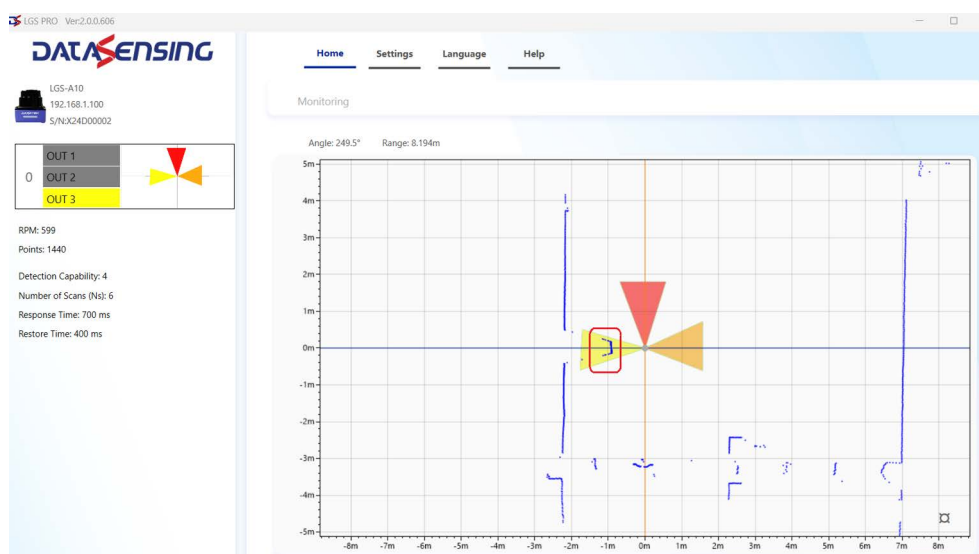 LGS PRO Ver:2.0.0.606
DATASENSING
LGS-A10
192.168.1.100
S/N:X24D00002
0
OUT 1
OUT 2
OUT 3
RPM: 599
Points: 1440
Detection Capability: 4
Number of Scans (Ns): 6
Response Time: 700 ms
Restore Time: 400 ms
Home Settings Language Help
Monitoring
Angle: 249.5° Range: 8.194m
5m
4m
3m
2m
1m
0m
-1m
-2m
-3m
-4m
-5m
-8m -7m -6m -5m -4m -3m -2m -1m 0m 1m 2m 3m 4m 5m 6m 7m 8m